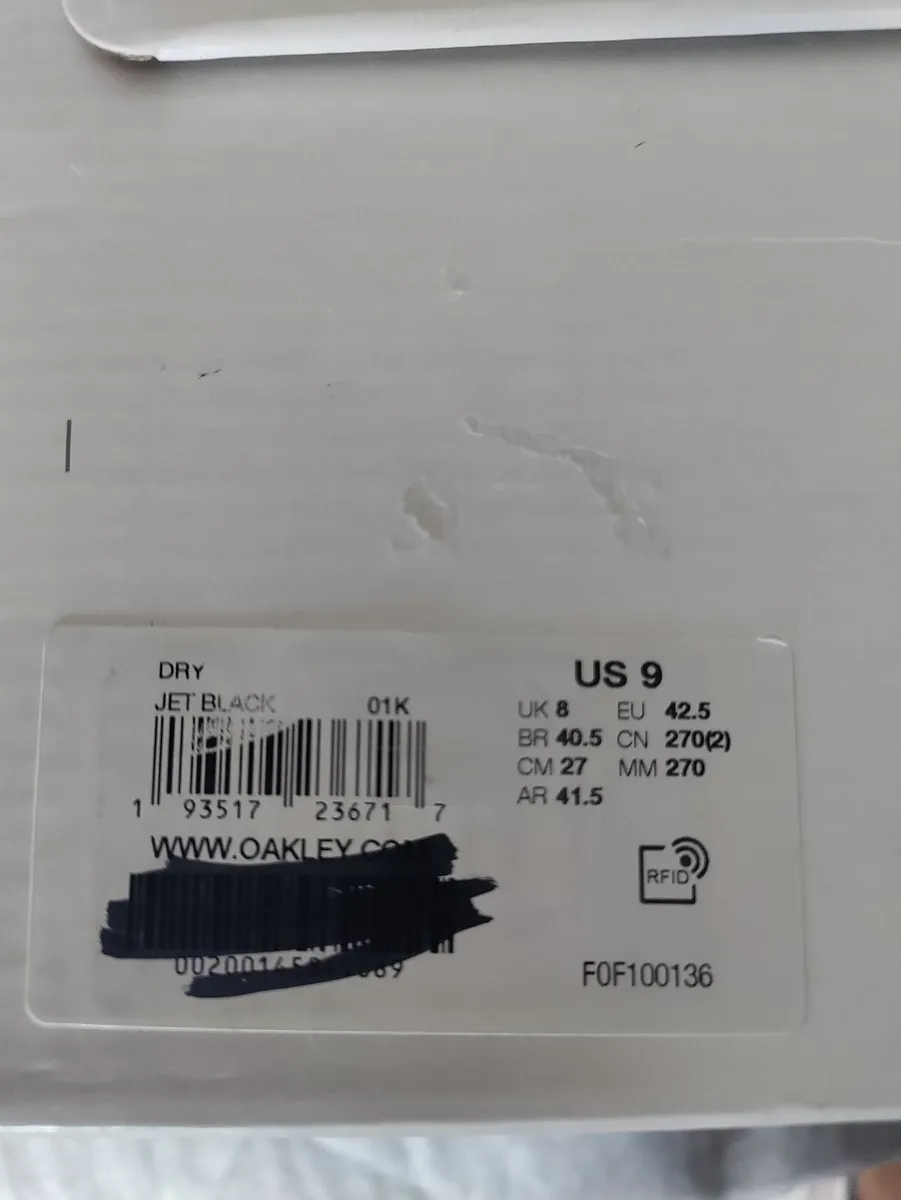 DRY
JET BLACK 01K
1 93517 23671 7
WWW.OAKLEY.COM
US 9
UK 8 EU 42.5
BR 40.5 CN 270(2)
CM 27 MM 270
AR 41.5
RFID
F0F100136